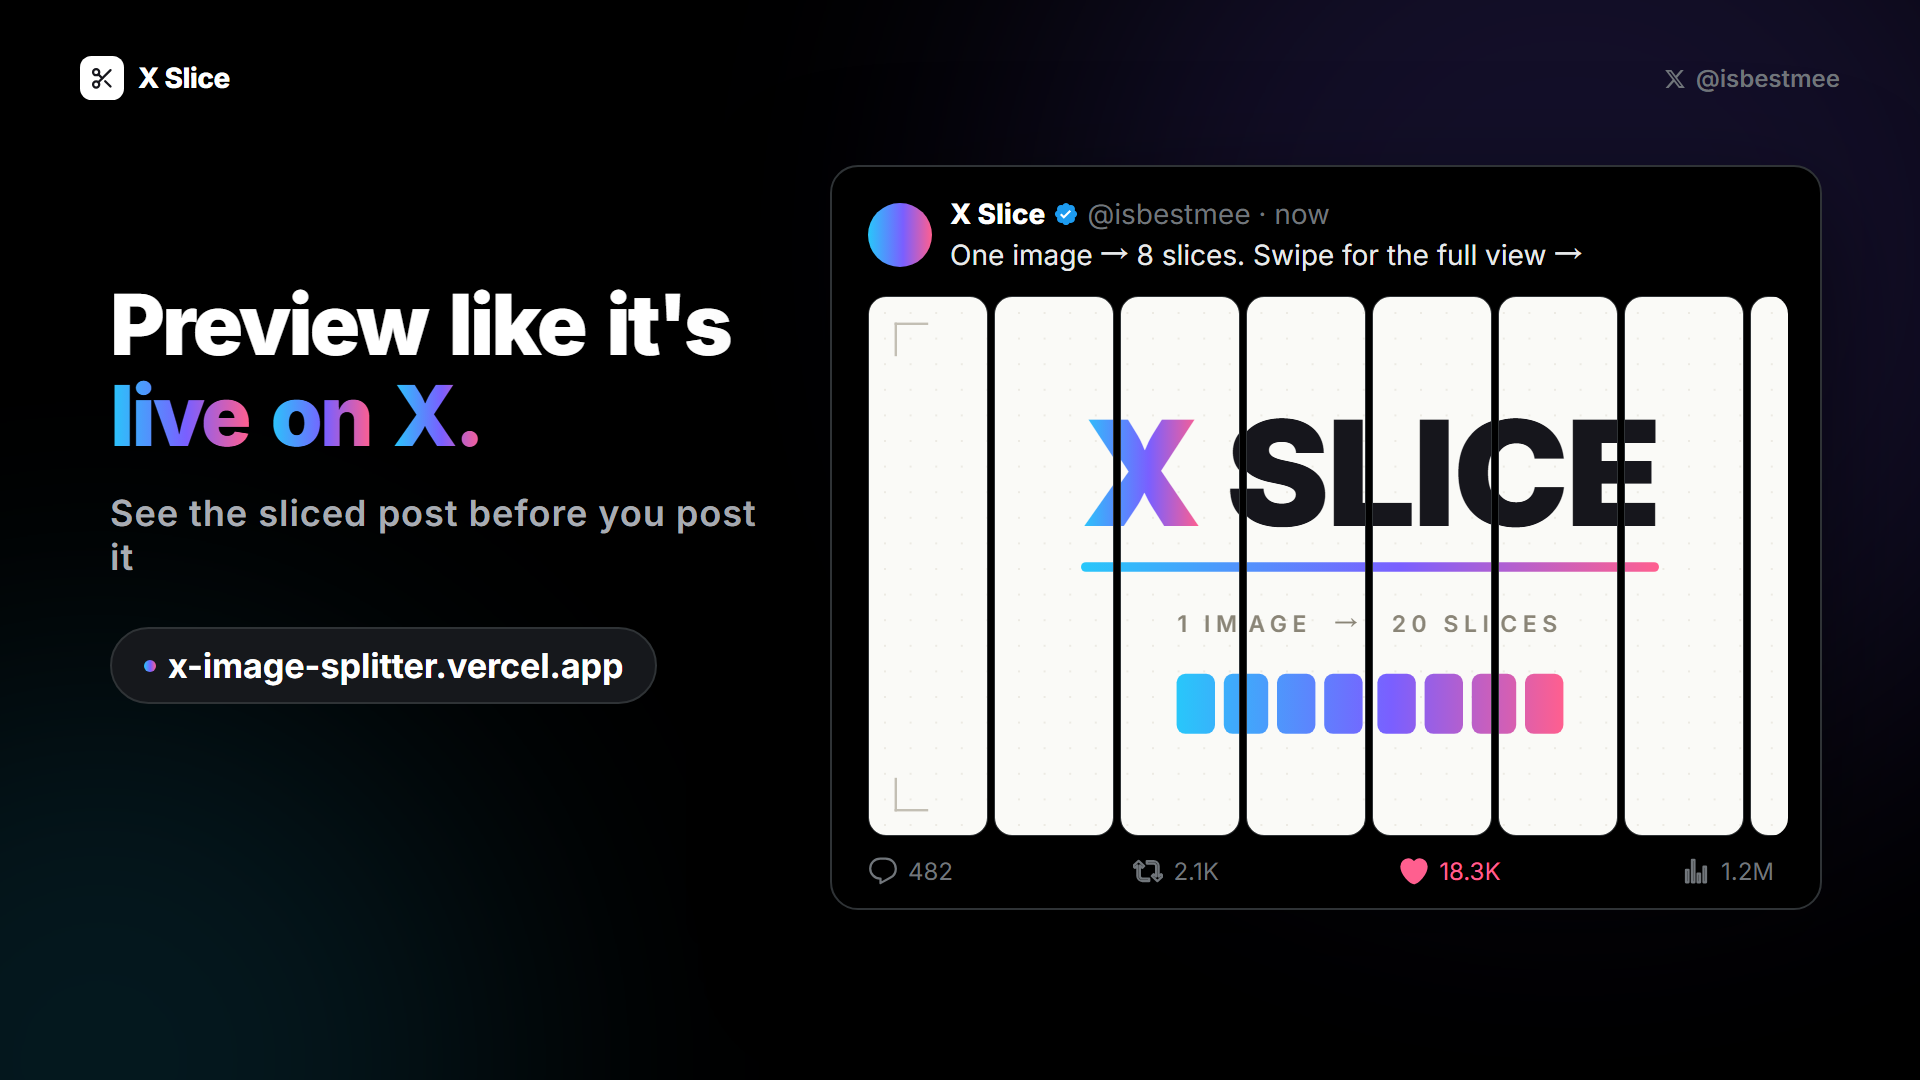 X Slice
𝕏 @isbestmee
Preview like it's
live on X.
See the sliced post before you post
it
x-image-splitter.vercel.app
X Slice @isbestmee · now
One image → 8 slices. Swipe for the full view →
X SLICE
1 IMAGE → 20 SLICES
482 2.1K 18.3K 1.2M